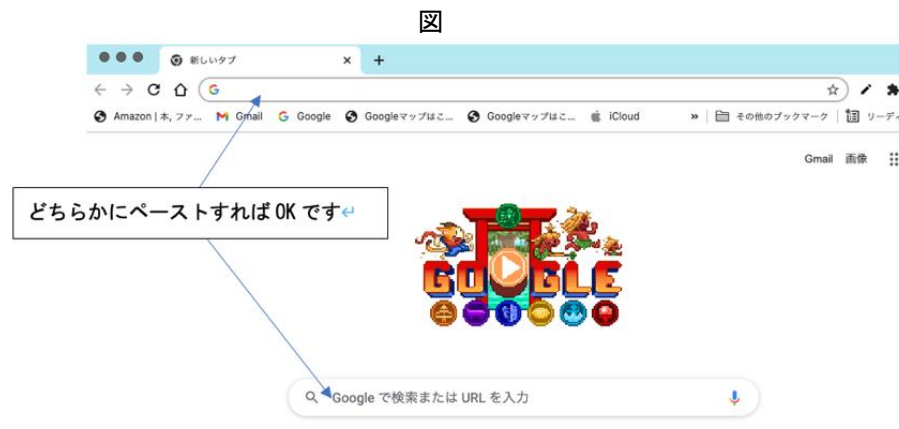 図
新しいタブ
Amazon | 本, ファ... Gmail Google Googleマップはこ... Googleマップはこ... iCloud » その他のブックマーク リーディ
Gmail 画像
どちらかにペーストすれば OK です↵
GOOGLE
Google で検索または URL を入力